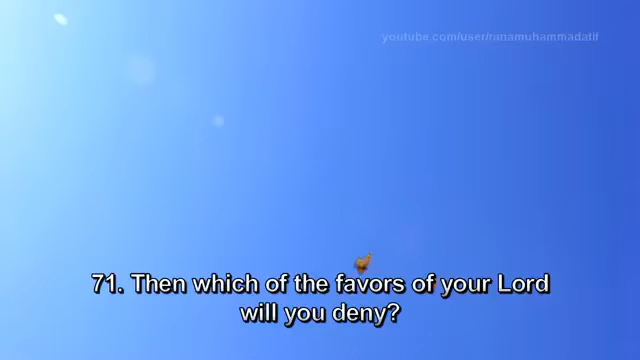 youtube.com/user/ranamuhammadatif
71. Then which of the favors of your Lord
will you deny?